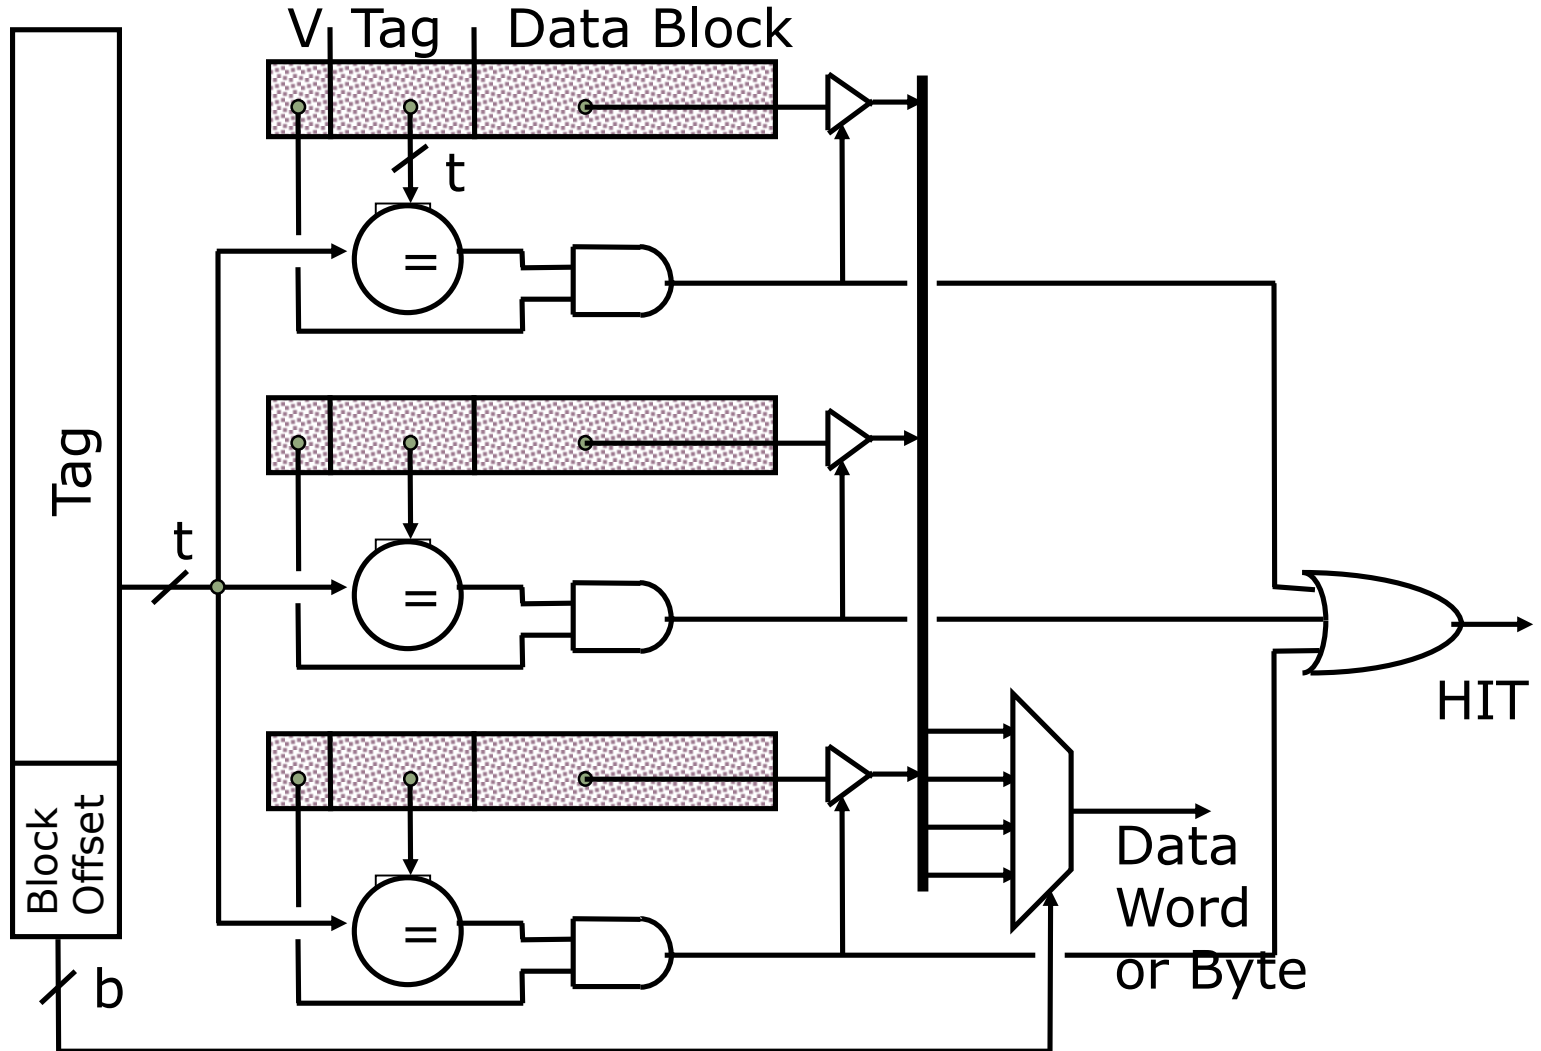 V Tag Data Block
t
=
Tag
t
=
HIT
Block
Offset
=
Data
Word
or Byte
b